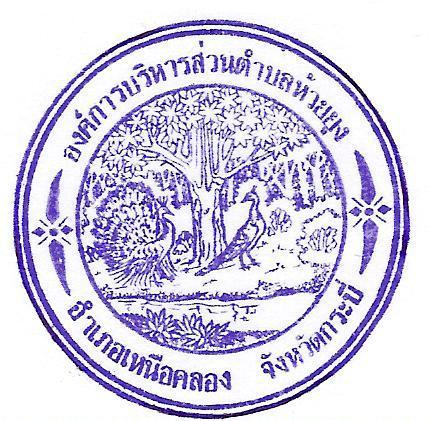 องค์การบริหารส่วนตำบลห้วยยูง
อำเภอเหนือคลอง จังหวัดกระบี่